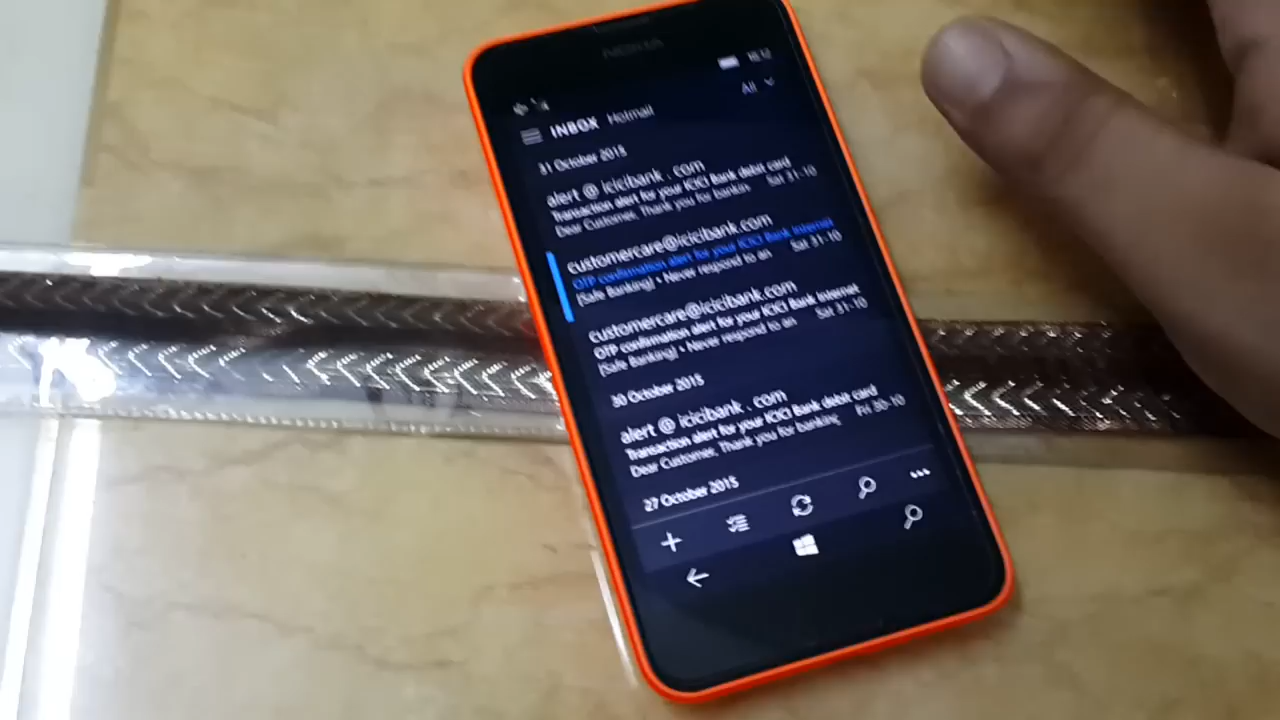 NOKIA
All
INBOX Hotmail
31 October 2015
alert @ icicibank . com
Transaction alert for your ICICI Bank debit card
Dear Customer, Thank you for banking Sat 31-10
customercare@icicibank.com
OTP confirmation alert for your ICICI Bank internet
(Safe Banking) • Never respond to an Sat 31-10
customercare@icicibank.com
OTP confirmation alert for your ICICI Bank internet
(Safe Banking) • Never respond to an Sat 31-10
30 October 2015
alert @ icicibank . com
Transaction alert for your ICICI Bank debit card
Dear Customer, Thank you for banking Fri 30-10
27 October 2015